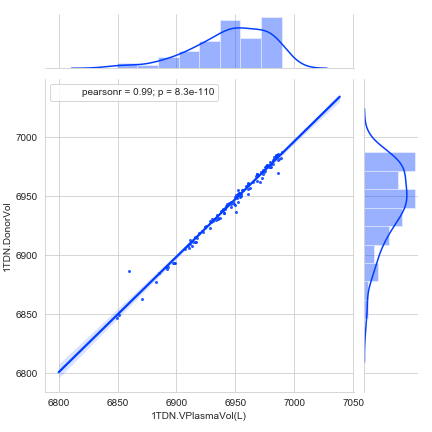 pearsonr = 0.99; p = 8.3e-110
7000
6950
6900
6850
6800
1TDN.DonorVol
6800 6850 6900 6950 7000 7050
1TDN.VPlasmaVol(L)